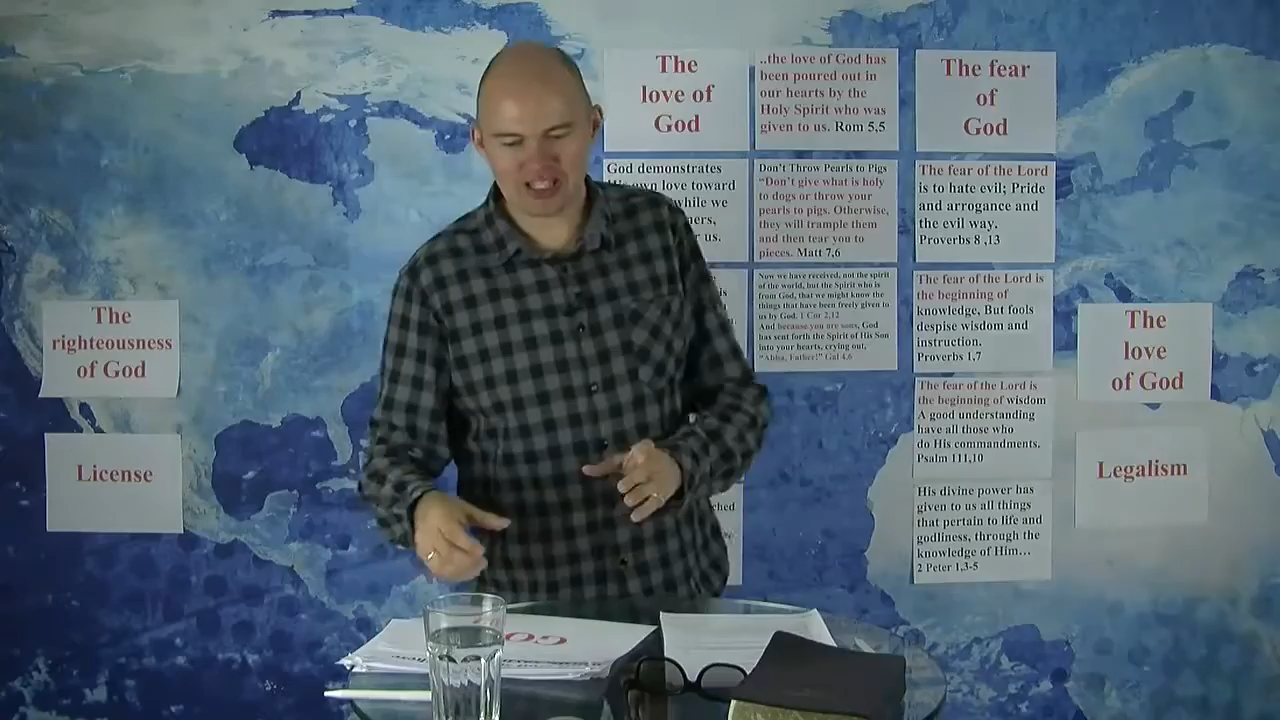 The
righteousness
of God
License
The
love of
God
God demonstrates
own love toward
while we
us.
ched
..the love of God has
been poured out in
our hearts by the
Holy Spirit who was
given to us. Rom 5,5
Don't Throw Pearls to Pigs
“Don't give what is holy
to dogs or throw your
pearls to pigs. Otherwise,
they will trample them
and then tear you to
pieces. Matt 7,6
Now we have received, not the spirit
of the world, but the Spirit who is
from God, that we might know the
things that have been freely given to
us by God. 1 Cor 2,12
And because you are sons, God
has sent forth the Spirit of His Son
into your hearts, crying out,
“Abba, Father!” Gal 4,6
The fear
of
God
The fear of the Lord
is to hate evil; Pride
and arrogance and
the evil way.
Proverbs 8 ,13
The fear of the Lord is
the beginning of
knowledge, But fools
despise wisdom and
instruction.
Proverbs 1,7
The fear of the Lord is
the beginning of wisdom
A good understanding
have all those who
do His commandments.
Psalm 111,10
His divine power has
given to us all things
that pertain to life and
godliness, through the
knowledge of Him...
2 Peter 1,3-5
The
love
of God
Legalism